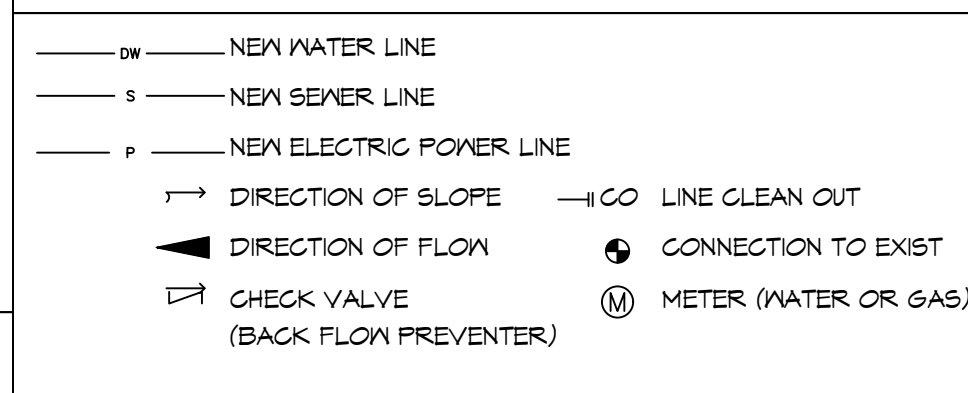 DW NEW WATER LINE
S NEW SEWER LINE
P NEW ELECTRIC POWER LINE
DIRECTION OF SLOPE CO LINE CLEAN OUT
DIRECTION OF FLOW CONNECTION TO EXIST
CHECK VALVE M METER (WATER OR GAS)
(BACK FLOW PREVENTER)